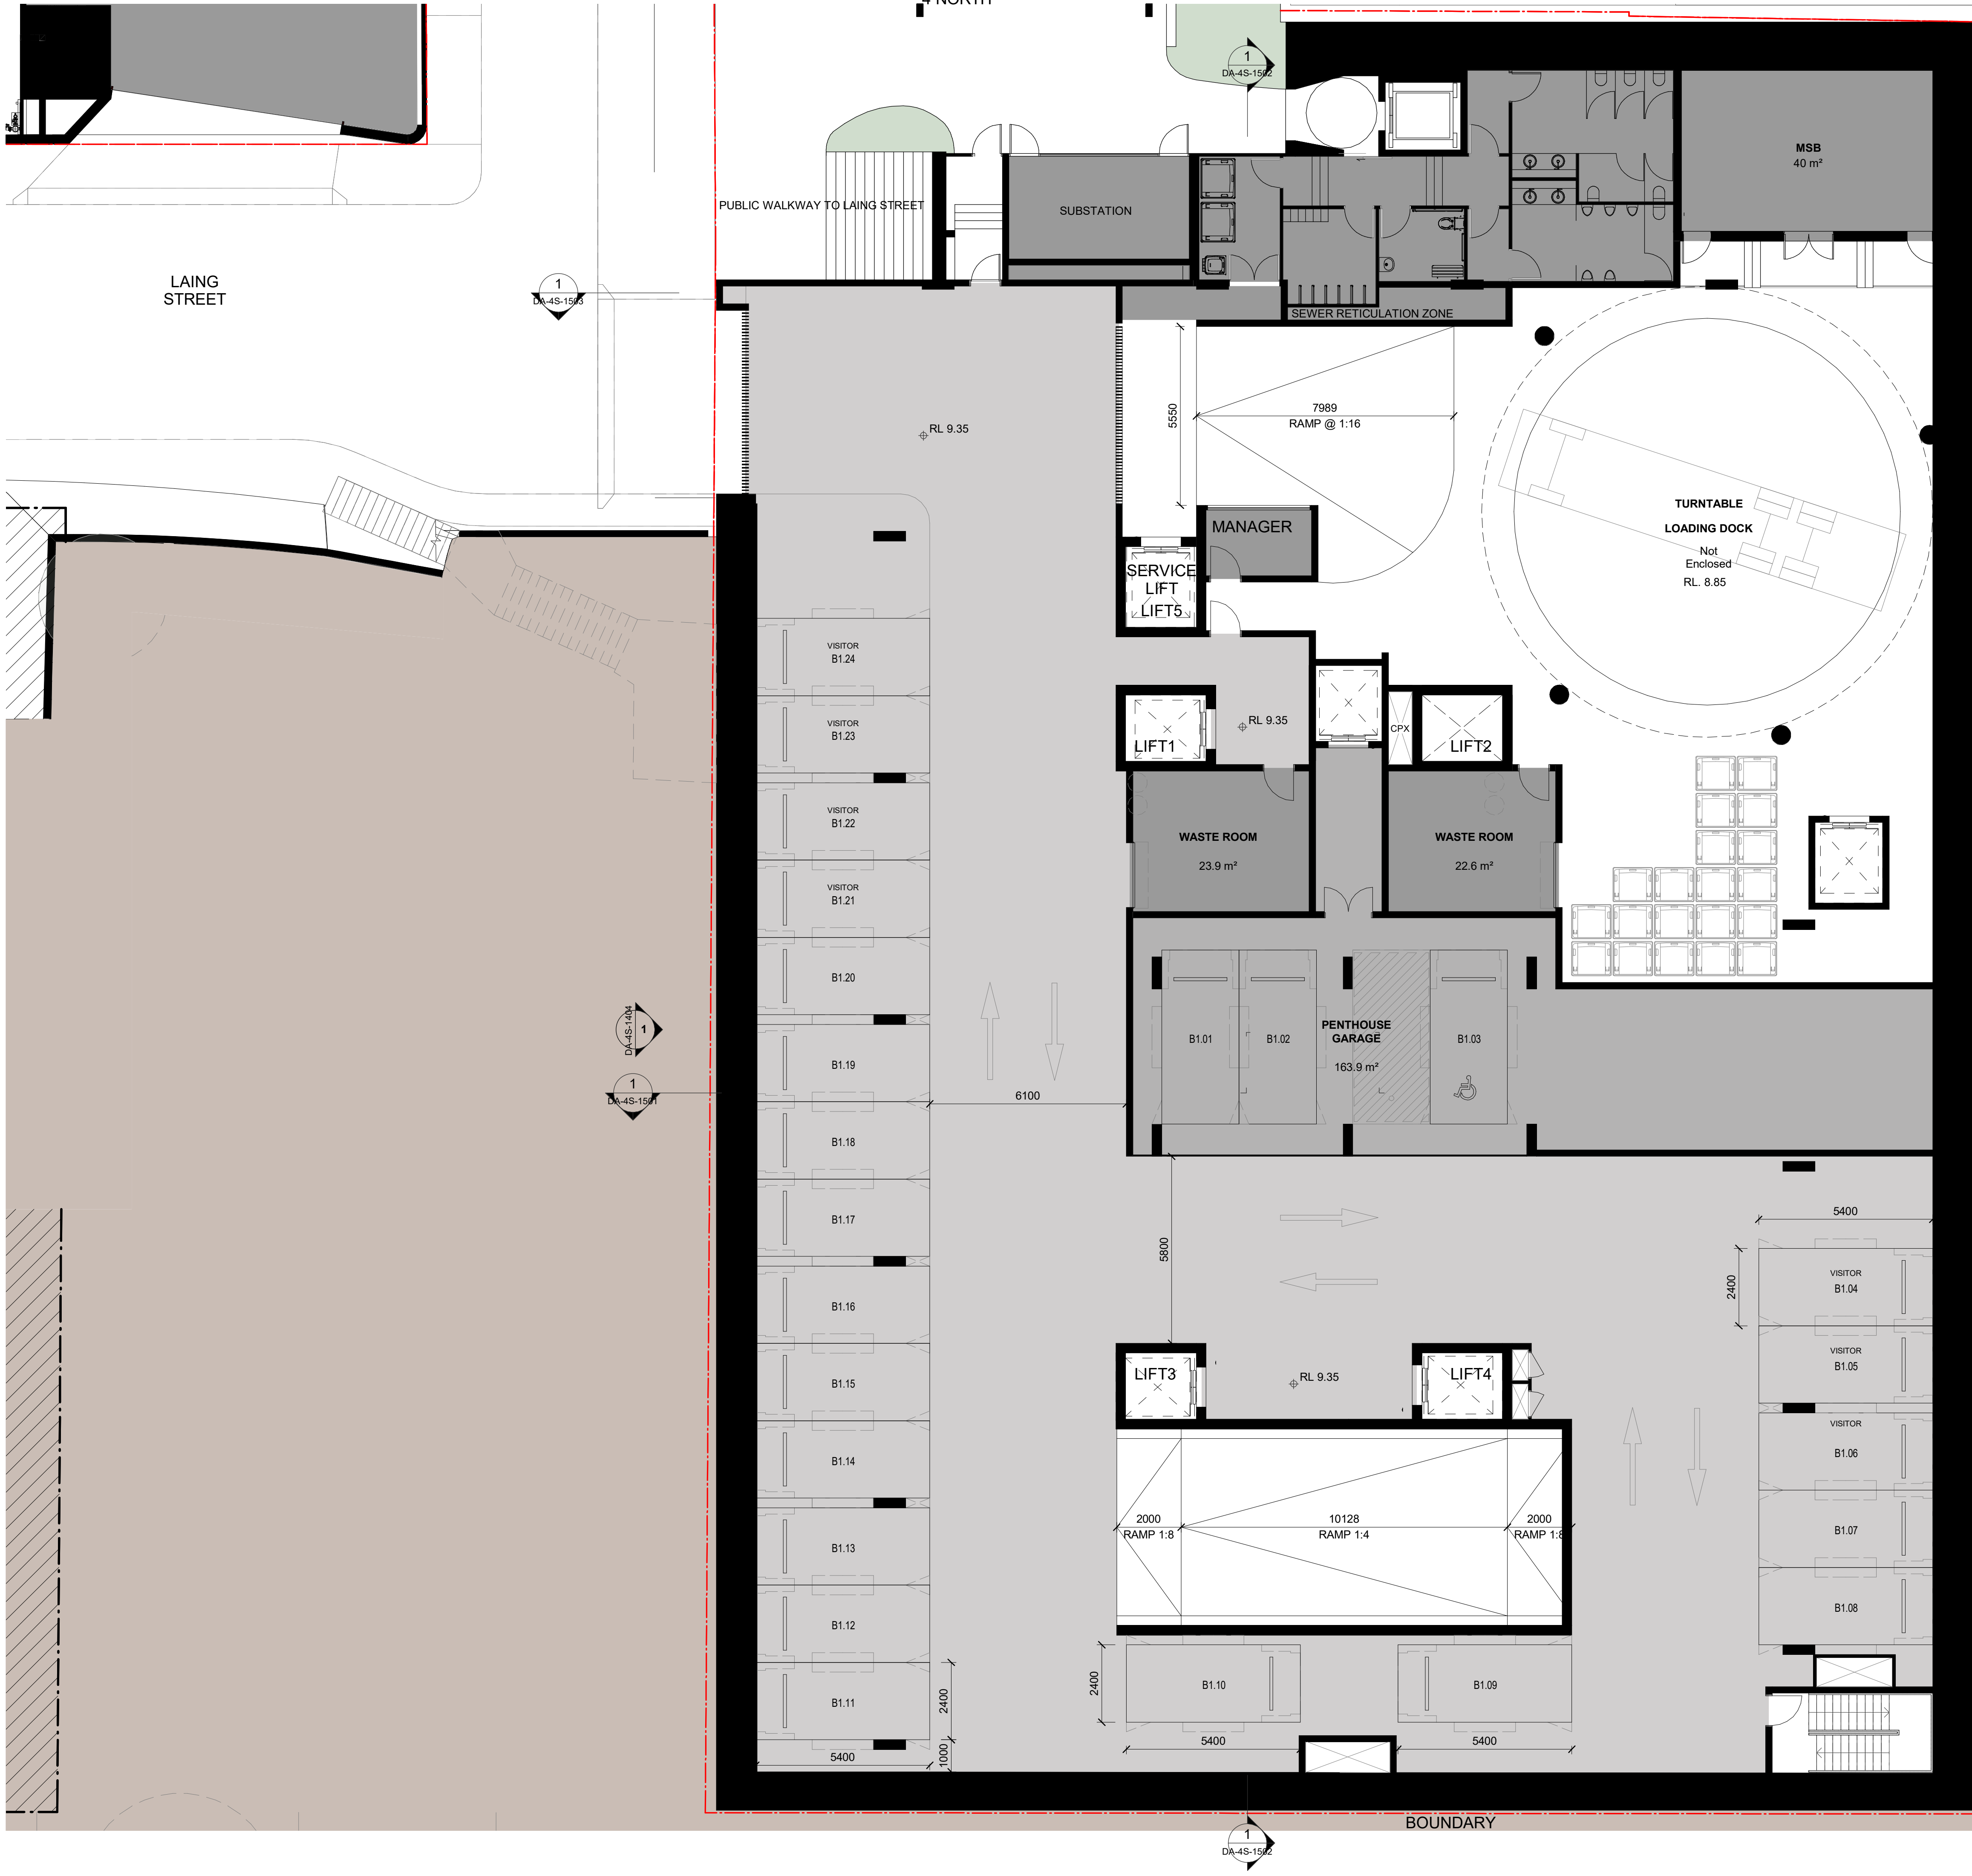 4 NORTH
1
DA-4S-1502
MSB
40 m²
PUBLIC WALKWAY TO LAING STREET
SUBSTATION
LAING
STREET
1
DA-4S-1503
SEWER RETICULATION ZONE
RL 9.35
5550
7989
RAMP @ 1:16
TURNTABLE
LOADING DOCK
Not
Enclosed
RL. 8.85
MANAGER
SERVICE
LIFT
LIFT5
VISITOR
B1.24
VISITOR
B1.23
RL 9.35
LIFT1
CPX
LIFT2
VISITOR
B1.22
WASTE ROOM
23.9 m²
WASTE ROOM
22.6 m²
VISITOR
B1.21
B1.20
1
DA-4S-1404
B1.19
B1.01
B1.02
PENTHOUSE
GARAGE
163.9 m²
B1.03
1
DA-4S-1501
6100
B1.18
B1.17
5800
5400
2400
VISITOR
B1.04
B1.16
VISITOR
B1.05
B1.15
LIFT3
RL 9.35
LIFT4
VISITOR
B1.06
B1.14
2000
RAMP 1:8
10128
RAMP 1:4
2000
RAMP 1:8
B1.07
B1.13
B1.08
B1.12
B1.11
2400
1000
5400
2400
B1.10
5400
B1.09
5400
BOUNDARY
1
DA-4S-1502